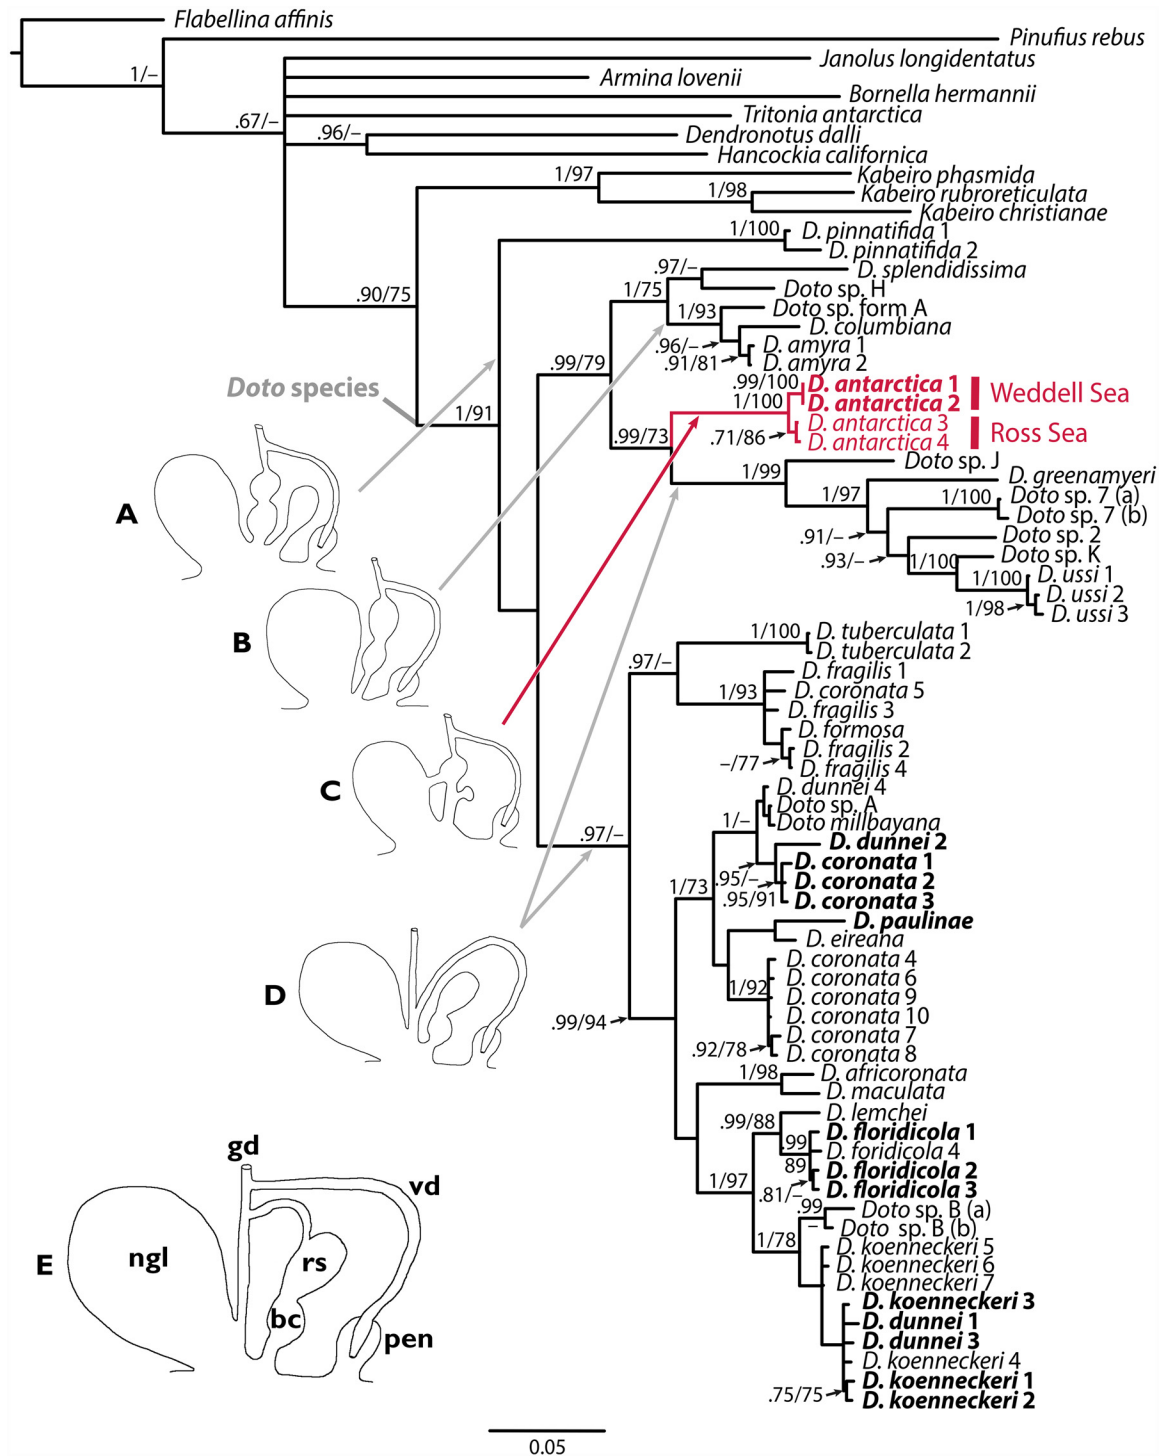 Flabellina affinis
Pinufius rebus
1/–
Janolus longidentatus
Armina lovenii
Bornella hermannii
Tritonia antarctica
.67/–
Dendronotus dalli
.96/–
Hancockia californica
Kabeiro phasmida
1/97
Kabeiro rubroreticulata
1/98
Kabeiro christianae
D. pinnatifida 1
1/100
D. pinnatifida 2
D. splendidissima
.97/–
Doto sp. H
1/75
.90/75
Doto sp. form A
1/93
D. columbiana
.96/–
D. amyra 1
.91/81
D. amyra 2
.99/79
.99/100
D. antarctica 1
Weddell Sea
1/100
D. antarctica 2
Doto species
1/91
D. antarctica 3
Ross Sea
.99/73
.71/86
D. antarctica 4
Doto sp. J
1/99
D. greenamyeri
1/97
1/100
Doto sp. 7 (a)
Doto sp. 7 (b)
A
.91/–
Doto sp. 2
.93/–
1/100
Doto sp. K
1/100
D. ussi 1
D. ussi 2
1/98
D. ussi 3
B
1/100
D. tuberculata 1
D. tuberculata 2
.97/–
D. fragilis 1
1/93
D. coronata 5
D. fragilis 3
D. formosa
D. fragilis 2
–/77
D. fragilis 4
C
D. dunnei 4
Doto sp. A
1/–
Doto millbayana
.97/–
D. dunnei 2
D. coronata 1
.95/–
D. coronata 2
1/73
.95/91
D. coronata 3
D. paulinae
D. eireana
D. coronata 4
D. coronata 6
1/92
D. coronata 9
D
D. coronata 10
.99/94
D. coronata 7
.92/78
D. coronata 8
1/98
D. africoronata
D. maculata
D. lemchei
.99/88
D. floridicola 1
.99
D. foridicola 4
89
D. floridicola 2
1/97
.81/–
D. floridicola 3
.99
Doto sp. B (a)
–
Doto sp. B (b)
1/78
D. koenneckeri 5
D. koenneckeri 6
D. koenneckeri 7
D. koenneckeri 3
D. dunnei 1
D. dunnei 3
D. koenneckeri 4
D. koenneckeri 1
.75/75
D. koenneckeri 2
gd
vd
E
ngl
rs
bc
pen
0.05